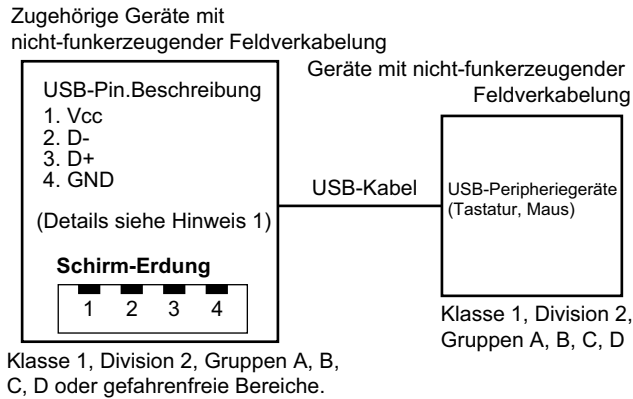 Zugehörige Geräte mit
nicht-funkerzeugender Feldverkabelung
Geräte mit nicht-funkerzeugender
Feldverkabelung
USB-Pin.Beschreibung
1. Vcc
2. D-
3. D+
4. GND
(Details siehe Hinweis 1)
Schirm-Erdung
1 2 3 4
USB-Kabel
USB-Peripheriegeräte
(Tastatur, Maus)
Klasse 1, Division 2, Gruppen A, B,
C, D oder gefahrenfreie Bereiche.
Klasse 1, Division 2,
Gruppen A, B, C, D